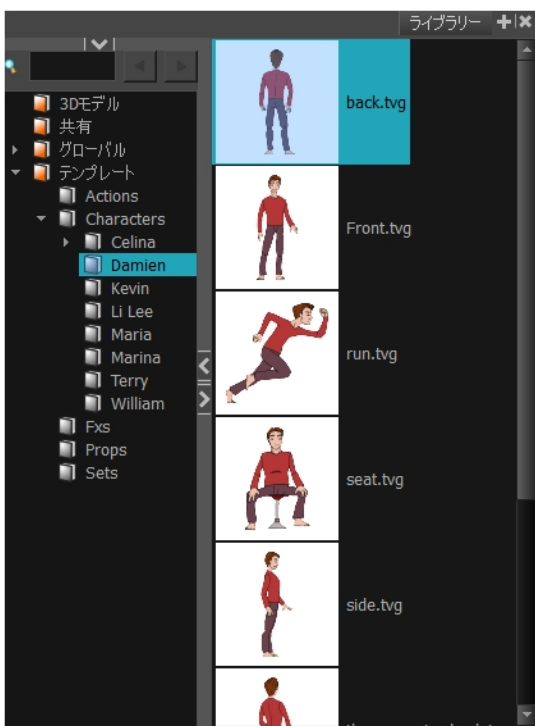 ライブラリー
3Dモデル
共有
グローバル
テンプレート
Actions
Characters
Celina
Damien
Kevin
Li Lee
Maria
Marina
Terry
William
Fxs
Props
Sets
back.tvg
Front.tvg
run.tvg
seat.tvg
side.tvg